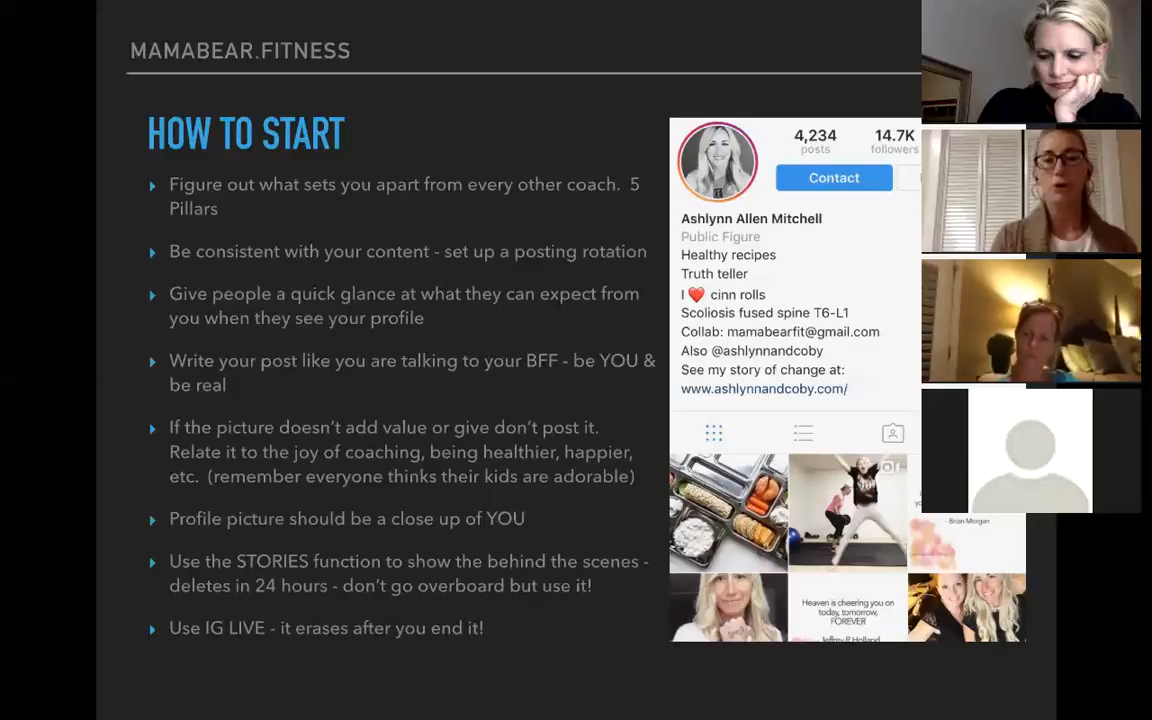 MAMABEAR.FITNESS
HOW TO START
Figure out what sets you apart from every other coach. 5
Pillars
Be consistent with your content - set up a posting rotation
Give people a quick glance at what they can expect from
you when they see your profile
Write your post like you are talking to your BFF - be YOU &
be real
If the picture doesn't add value or give don't post it.
Relate it to the joy of coaching, being healthier, happier,
etc. (remember everyone thinks their kids are adorable)
Profile picture should be a close up of YOU
Use the STORIES function to show the behind the scenes -
deletes in 24 hours - don't go overboard but use it!
Use IG LIVE - it erases after you end it!
4,234 14.7K
posts followers
Contact
Ashlynn Allen Mitchell
Public Figure
Healthy recipes
Truth teller
I ❤️ cinn rolls
Scoliosis fused spine T6-L1
Collab: mamabearfit@gmail.com
Also @ashlynnandcoby
See my story of change at:
www.ashlynnandcoby.com/
- Brian Morgan
Heaven is cheering you on
today, tomorrow,
FOREVER
Jeffrey R Holland